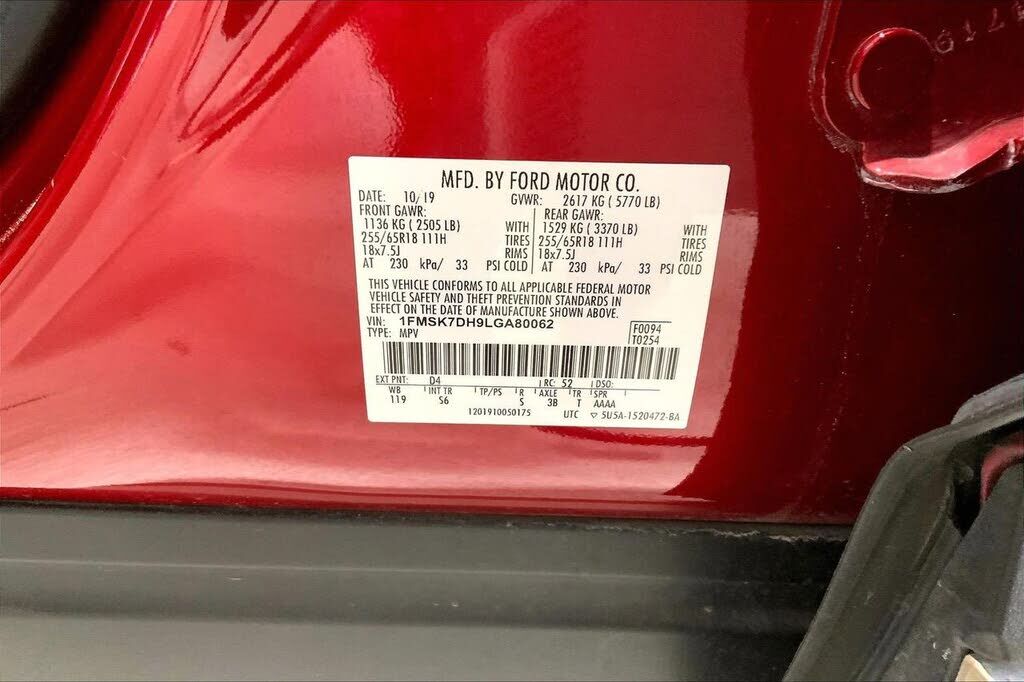 6179
MFD. BY FORD MOTOR CO.
DATE: 10/19 GVWR: 2617 KG ( 5770 LB)
FRONT GAWR: REAR GAWR:
1136 KG ( 2505 LB) WITH 1529 KG ( 3370 LB) WITH
255/65R18 111H TIRES 255/65R18 111H TIRES
18x7.5J RIMS 18x7.5J RIMS
AT 230 kPa/ 33 PSI COLD AT 230 kPa/ 33 PSI COLD
THIS VEHICLE CONFORMS TO ALL APPLICABLE FEDERAL MOTOR
VEHICLE SAFETY AND THEFT PREVENTION STANDARDS IN
EFFECT ON THE DATE OF MANUFACTURE SHOWN ABOVE.
VIN: 1FMSK7DH9LGA80062 F0094
TYPE: MPV T0254
EXT PNT: D4 RC: 52 DSO:
WB INT TR TP/PS R AXLE TR SPR
119 S6 S 3B T AAAA
1201910050175 UTC ▽ 5U5A-1520472-BA